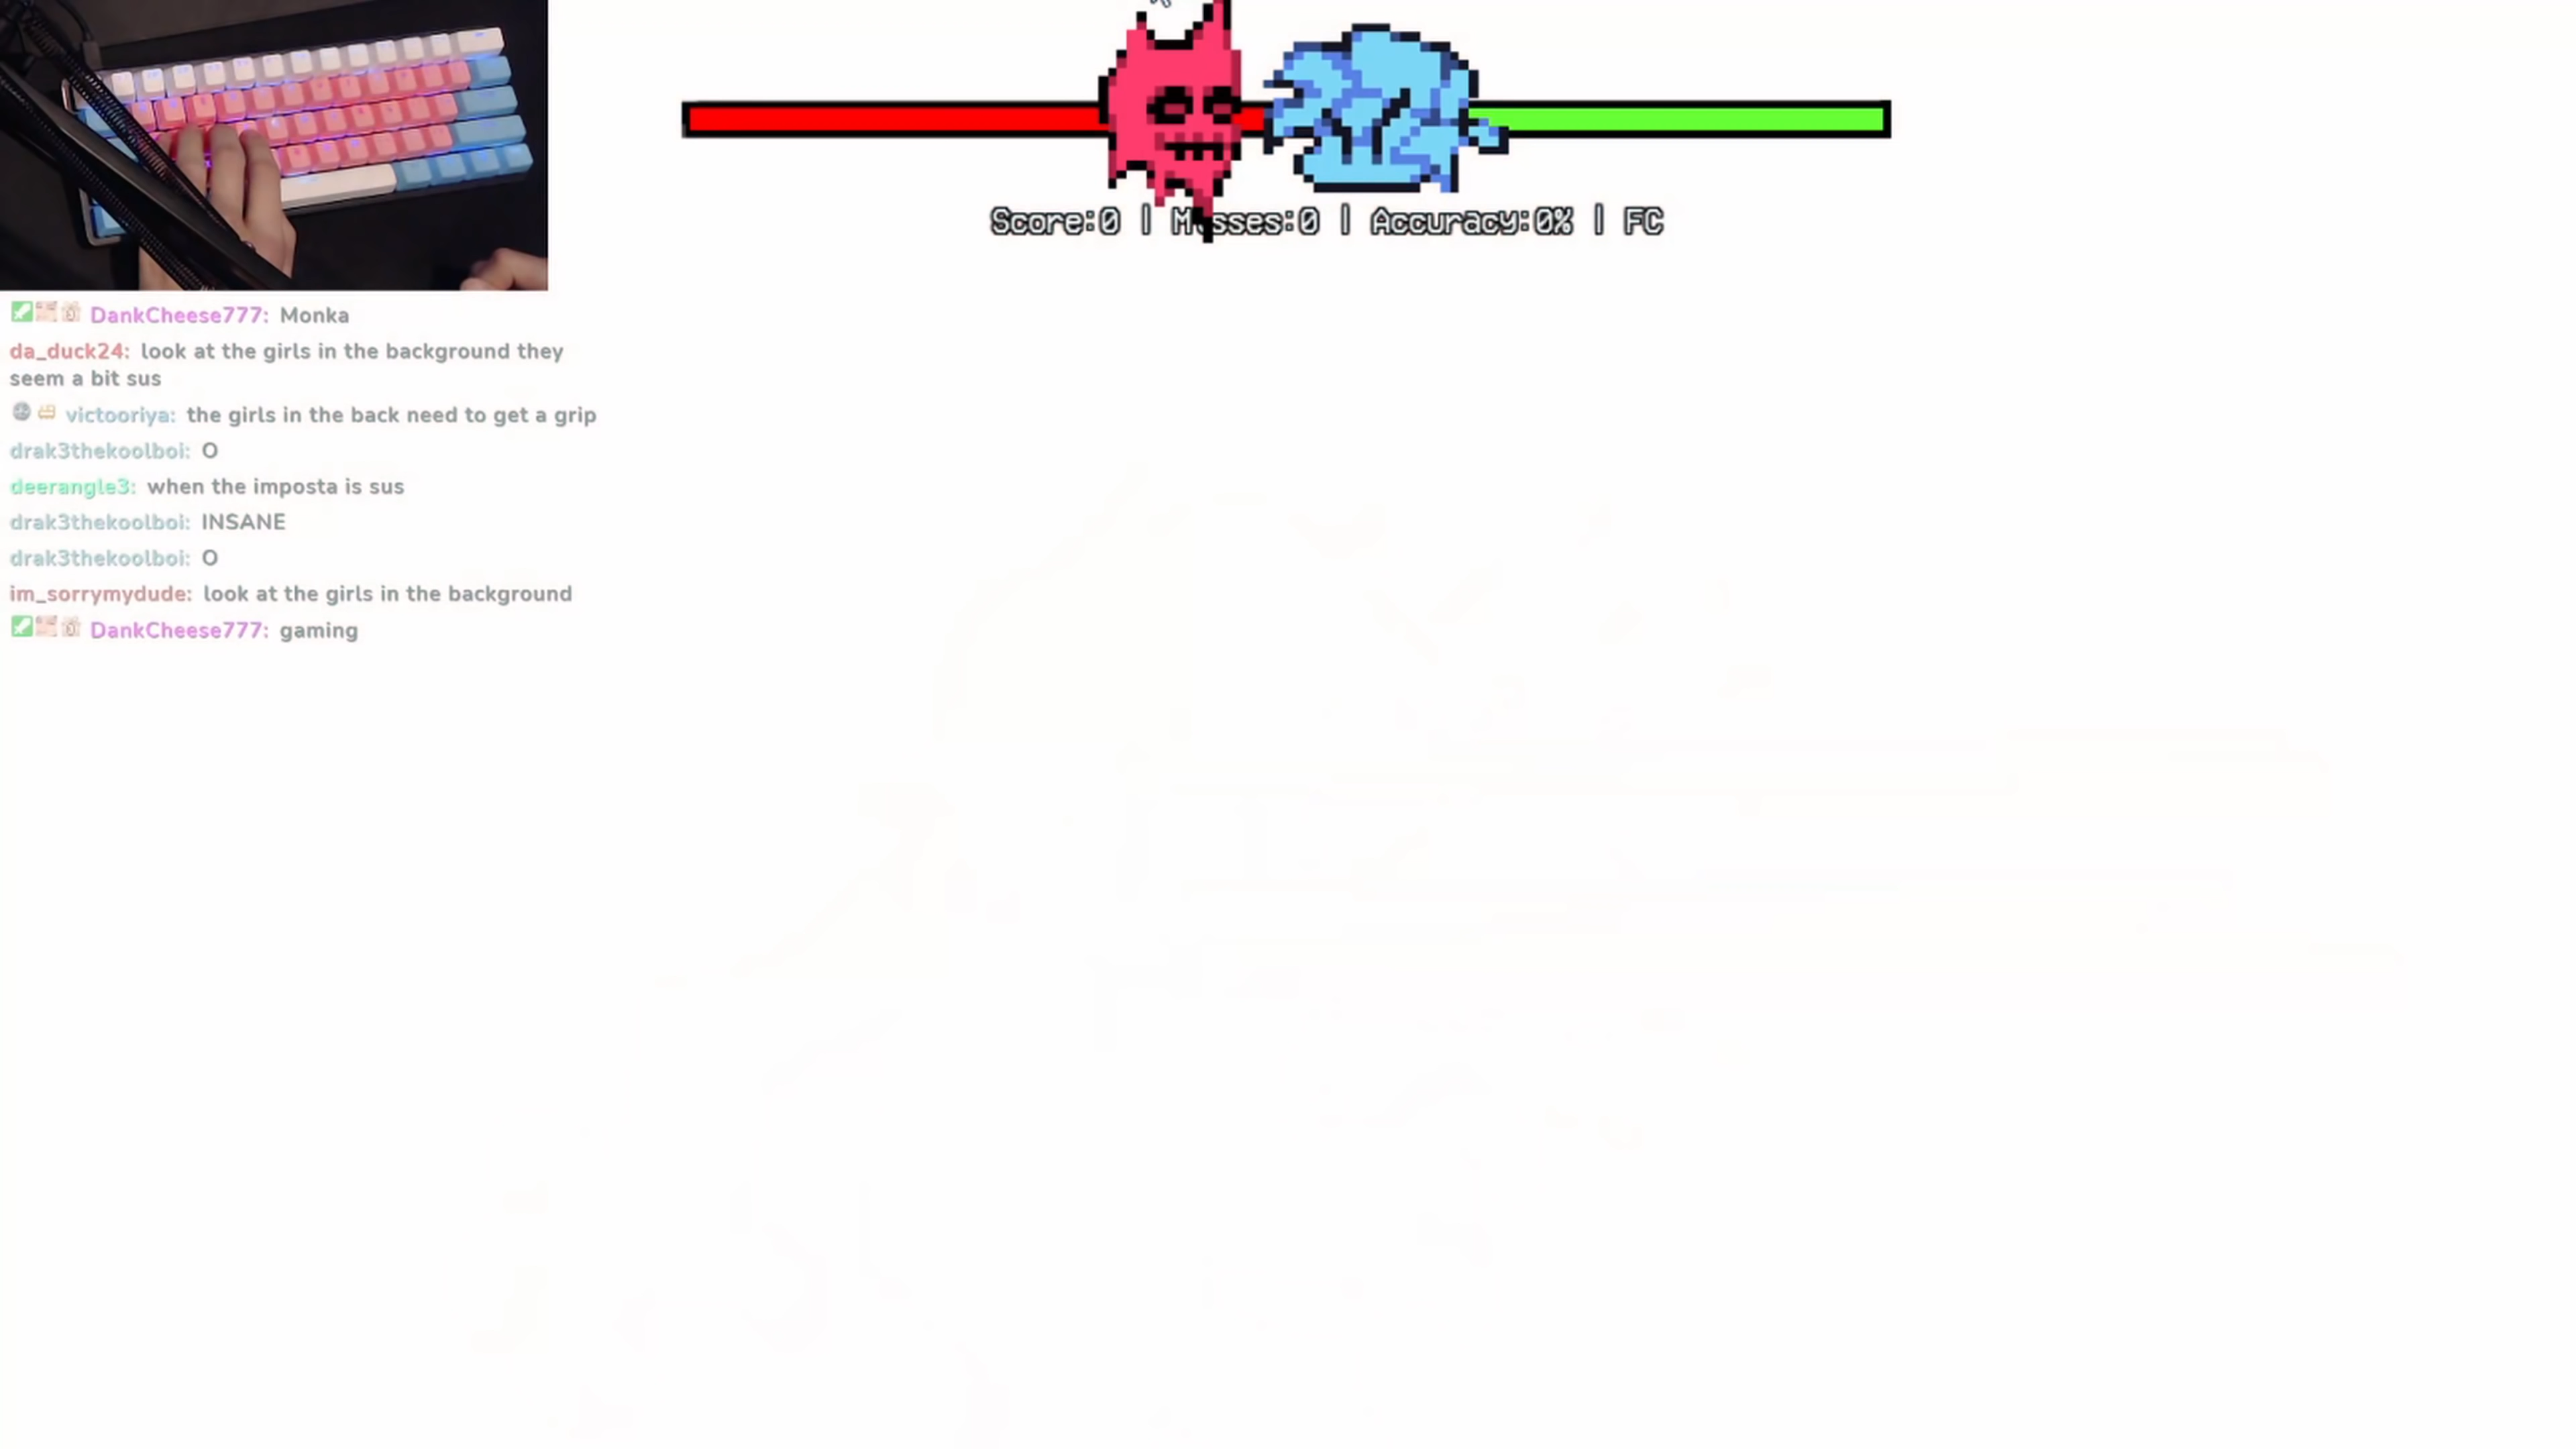 Score:0 | Misses:0 | Accuracy:0% | FC
DankCheese777: Monka
da_duck24: look at the girls in the background they
seem a bit sus
victooriya: the girls in the back need to get a grip
drak3thekoolboi: O
deerangle3: when the imposta is sus
drak3thekoolboi: INSANE
drak3thekoolboi: O
im_sorrymydude: look at the girls in the background
DankCheese777: gaming